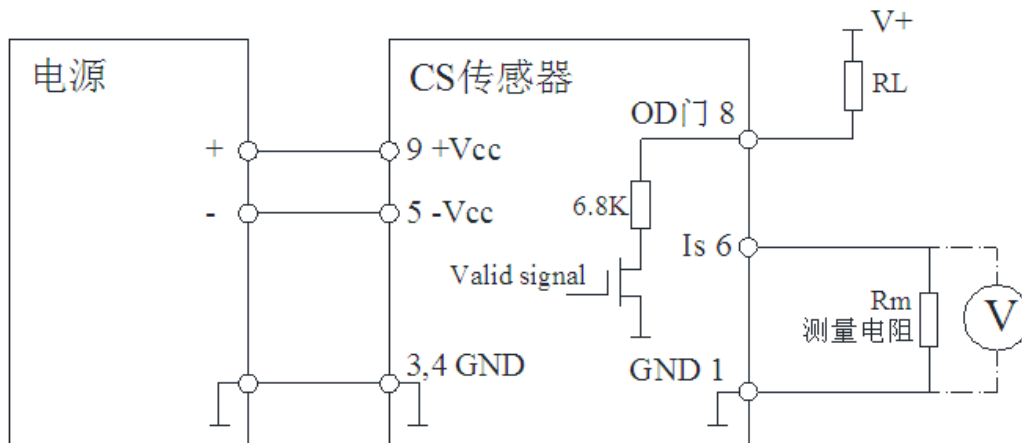 电源
+
-
CS传感器
9 +Vcc
5 -Vcc
3,4 GND
OD门 8
6.8K
Valid signal
Is 6
GND 1
V+
RL
Rm
测量电阻
V